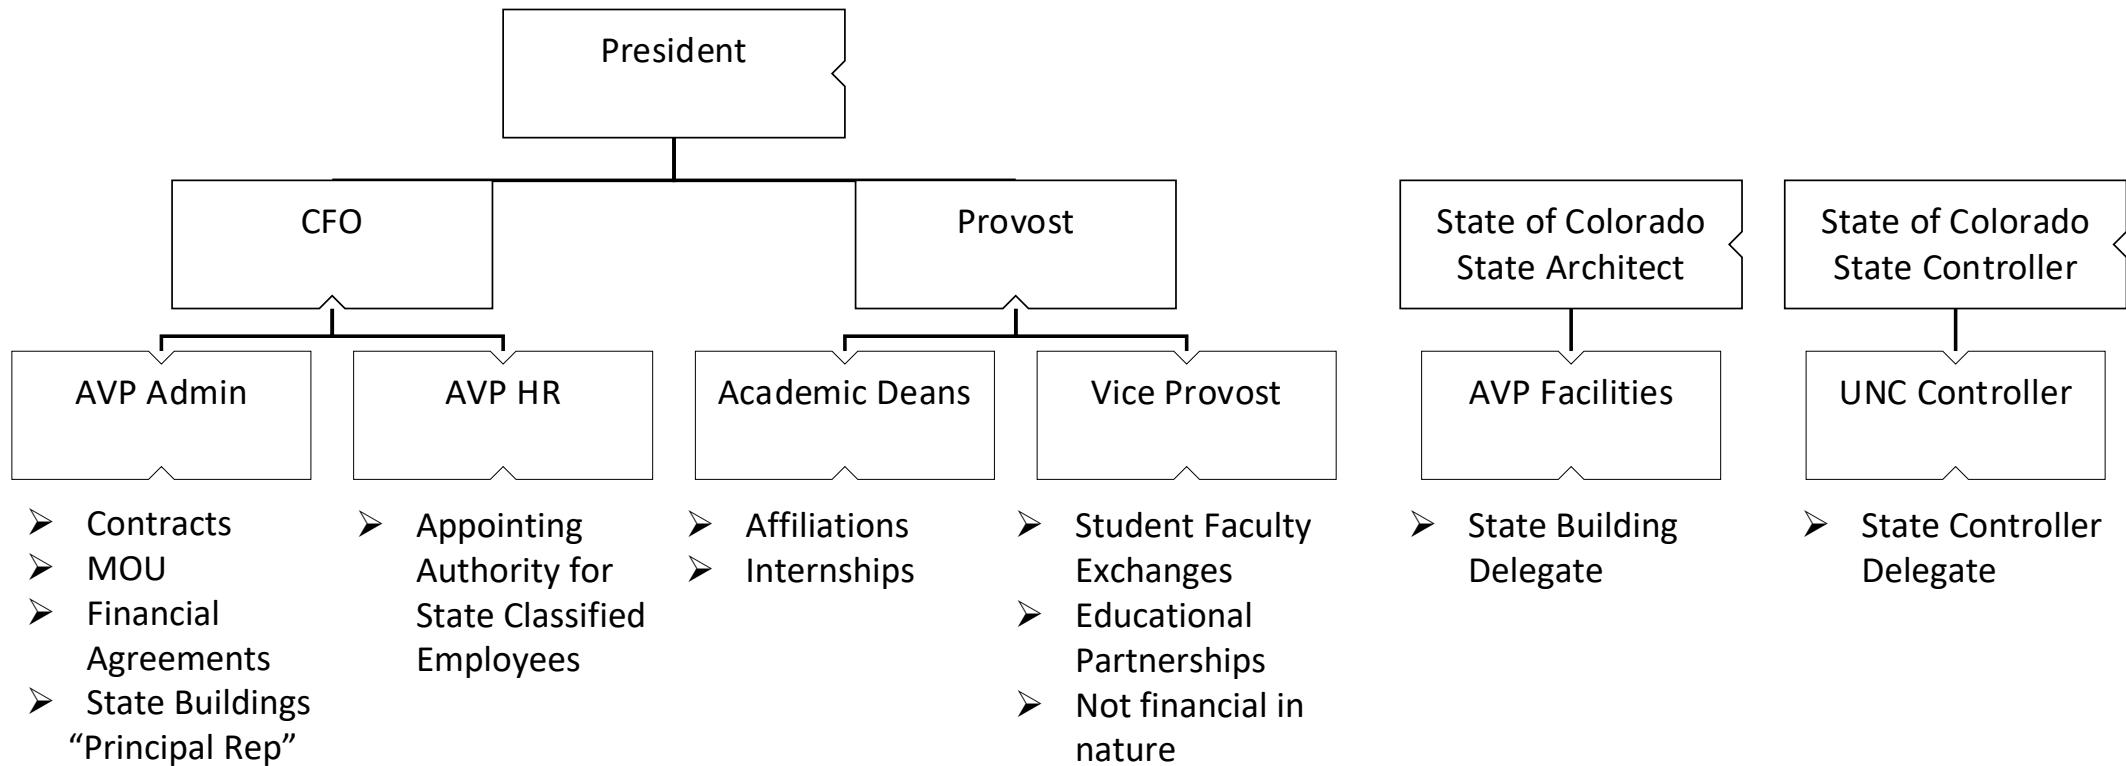 President
CFO
Provost
State of Colorado
State Architect
State of Colorado
State Controller
AVP Admin
AVP HR
Academic Deans
Vice Provost
AVP Facilities
UNC Controller
➢ Contracts
➢ MOU
➢ Financial
Agreements
➢ State Buildings
“Principal Rep”
➢ Appointing
Authority for
State Classified
Employees
➢ Affiliations
➢ Internships
➢ Student Faculty
Exchanges
➢ Educational
Partnerships
➢ Not financial in
nature
➢ State Building
Delegate
➢ State Controller
Delegate